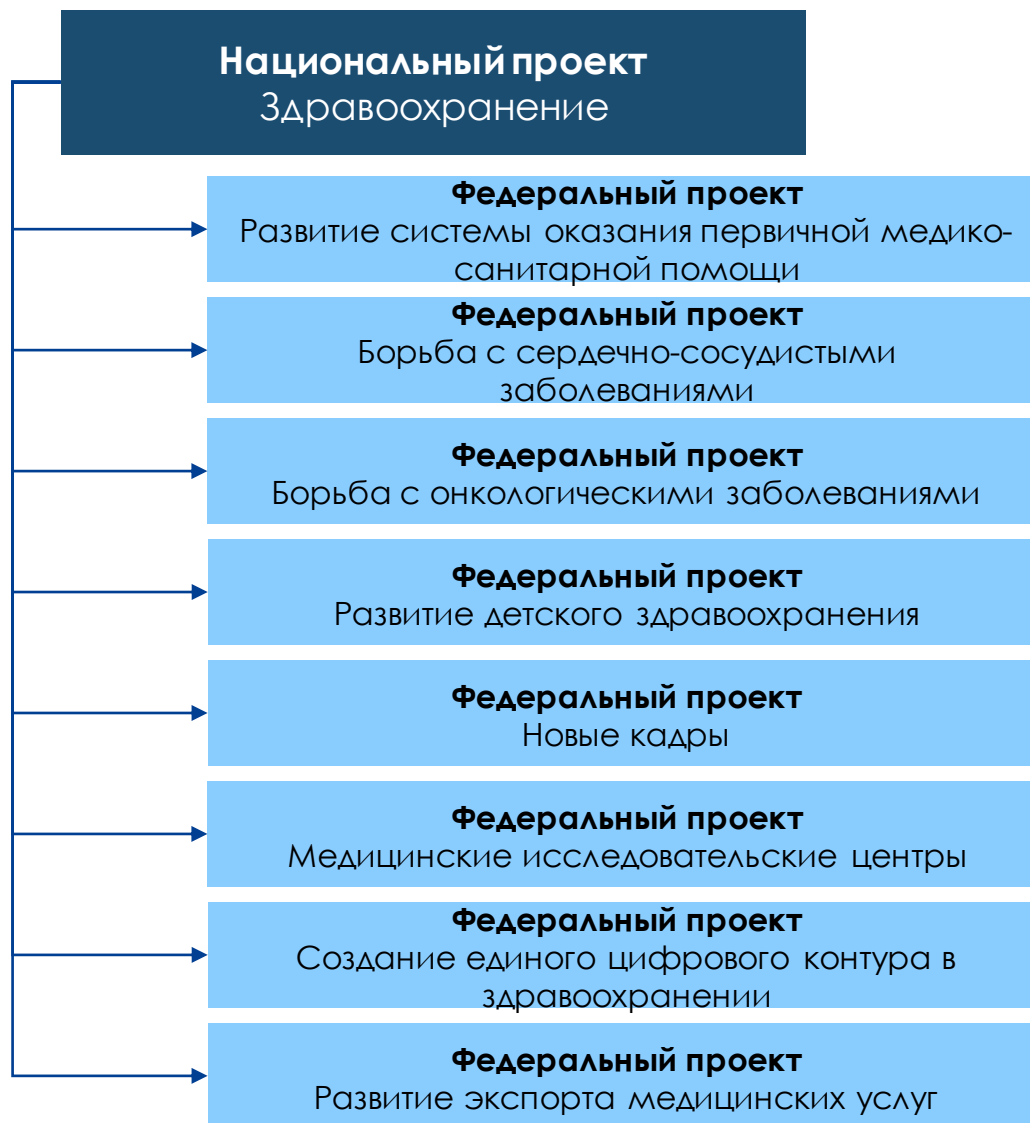 Национальный проект
Здравоохранение
Федеральный проект
Развитие системы оказания первичной медико-
санитарной помощи
Федеральный проект
Борьба с сердечно-сосудистыми
заболеваниями
Федеральный проект
Борьба с онкологическими заболеваниями
Федеральный проект
Развитие детского здравоохранения
Федеральный проект
Новые кадры
Федеральный проект
Медицинские исследовательские центры
Федеральный проект
Создание единого цифрового контура в
здравоохранении
Федеральный проект
Развитие экспорта медицинских услуг